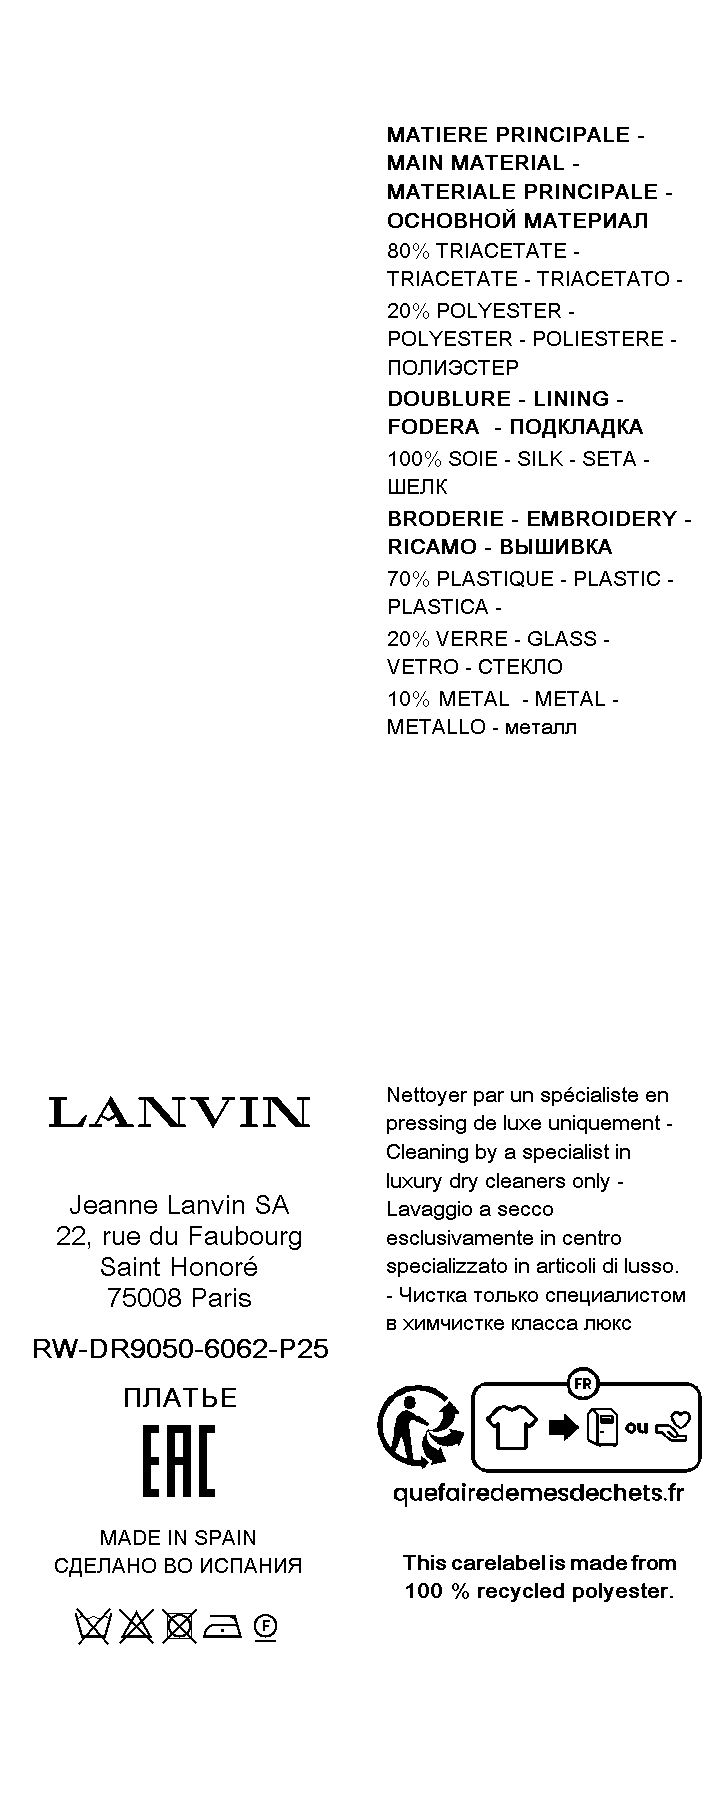 MATIERE PRINCIPALE -
MAIN MATERIAL -
MATERIALE PRINCIPALE -
ОСНОВНОЙ МАТЕРИАЛ
80% TRIACETATE -
TRIACETATE - TRIACETATO -
20% POLYESTER -
POLYESTER - POLIESTERE -
ПОЛИЭСТЕР
DOUBLURE - LINING -
FODERA - ПОДКЛАДКА
100% SOIE - SILK - SETA -
ШЕЛК
BRODERIE - EMBROIDERY -
RICAMO - ВЫШИВКА
70% PLASTIQUE - PLASTIC -
PLASTICA -
20% VERRE - GLASS -
VETRO - СТЕКЛО
10% METAL - METAL -
METALLO - металл
LANVIN
Jeanne Lanvin SA
22, rue du Faubourg
Saint Honoré
75008 Paris
RW-DR9050-6062-P25
ПЛАТЬЕ
EAC
MADE IN SPAIN
СДЕЛАНО ВО ИСПАНИЯ
F
Nettoyer par un spécialiste en
pressing de luxe uniquement -
Cleaning by a specialist in
luxury dry cleaners only -
Lavaggio a secco
esclusivamente in centro
specializzato in articoli di lusso.
- Чистка только специалистом
в химчистке класса люкс
FR
ou
quefairedemesdechets.fr
This carelabel is made from
100 % recycled polyester.